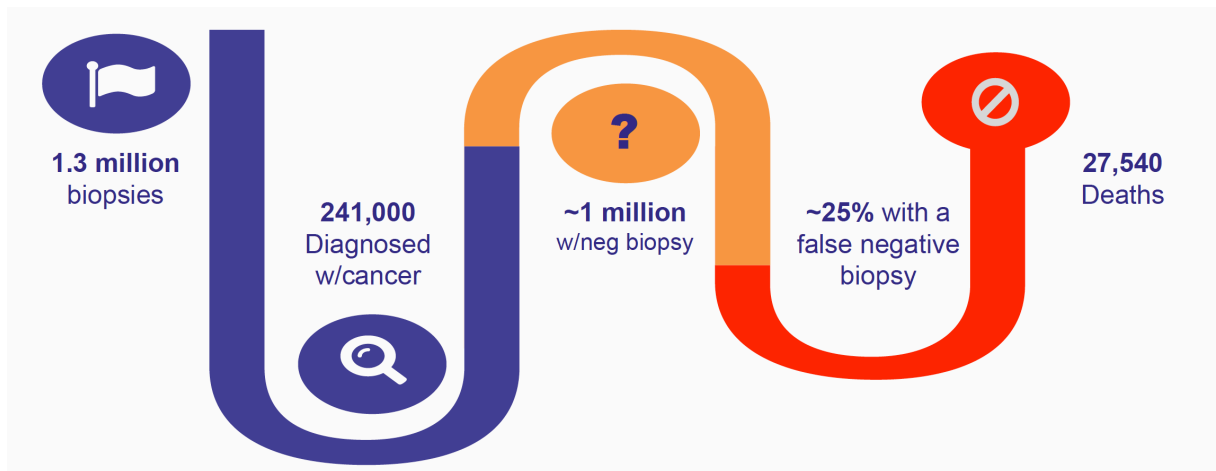 1.3 million
biopsies
241,000
Diagnosed
w/cancer
?
~1 million
w/neg biopsy
~25% with a
false negative
biopsy
27,540
Deaths